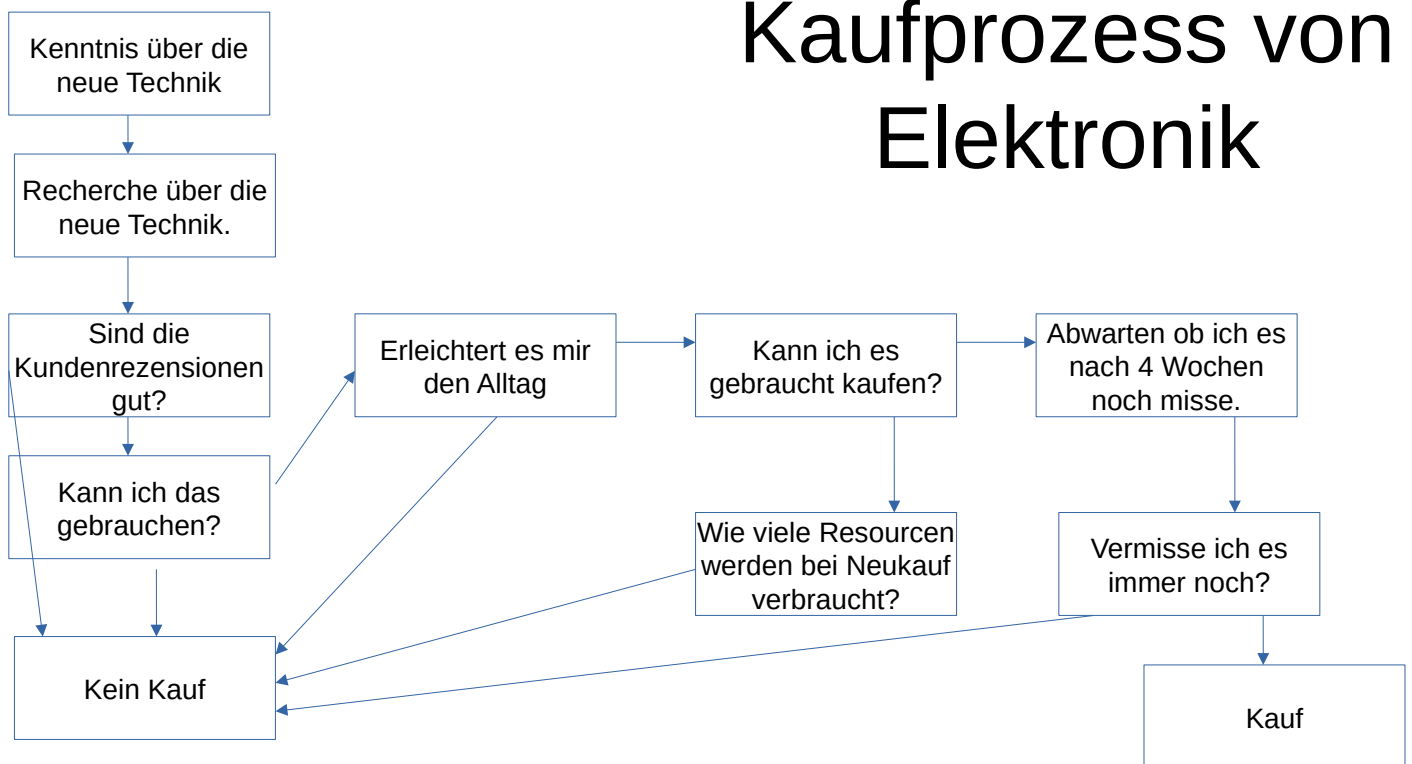 Kaufprozess von
Elektronik
Kenntnis über die
neue Technik
Recherche über die
neue Technik.
Sind die
Kundenrezensionen
gut?
Kann ich das
gebrauchen?
Kein Kauf
Erleichtert es mir
den Alltag
Kann ich es
gebraucht kaufen?
Wie viele Resourcen
werden bei Neukauf
verbraucht?
Abwarten ob ich es
nach 4 Wochen
noch misse.
Vermisse ich es
immer noch?
Kauf